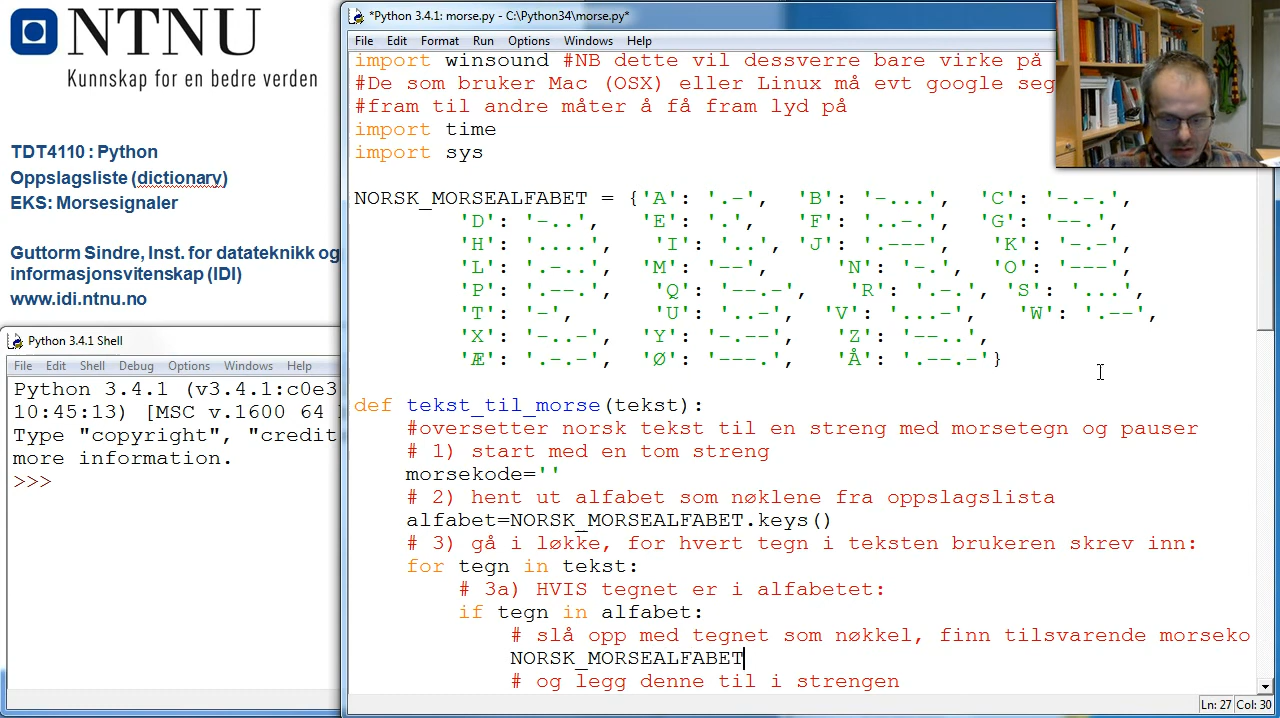 NTNU
Kunnskap for en bedre verden
TDT4110 : Python
Oppslagsliste (dictionary)
EKS: Morsesignaler
Guttorm Sindre, Inst. for datateknikk og
informasjonsvitenskap (IDI)
www.idi.ntnu.no
Python 3.4.1 Shell
File Edit Shell Debug Options Windows Help
Python 3.4.1 (v3.4.1:c0e3
10:45:13) [MSC v.1600 64
Type "copyright", "credit
more information.
>>>
*Python 3.4.1: morse.py - C:\Python34\morse.py*
File Edit Format Run Options Windows Help
import winsound #NB dette vil dessverre bare virke på
#De som bruker Mac (OSX) eller Linux må evt google seg
#fram til andre måter å få fram lyd på
import time
import sys
NORSK_MORSEALFABET = {'A': '.-', 'B': '-...', 'C': '-.-.',
'D': '-..', 'E': '.', 'F': '..-.', 'G': '--.',
'H': '....', 'I': '..', 'J': '.---', 'K': '-.-',
'L': '.-..', 'M': '--', 'N': '-.', 'O': '---',
'P': '.--.', 'Q': '--.-', 'R': '.-.', 'S': '...',
'T': '-', 'U': '..-', 'V': '...-', 'W': '.--',
'X': '-..-', 'Y': '-.--', 'Z': '--..',
'Æ': '.-.-', 'Ø': '---.', 'Å': '.--.-'}
def tekst_til_morse(tekst):
#oversetter norsk tekst til en streng med morsetegn og pauser
# 1) start med en tom streng
morsekode=''
# 2) hent ut alfabet som nøklene fra oppslagslista
alfabet=NORSK_MORSEALFABET.keys()
# 3) gå i løkke, for hvert tegn i teksten brukeren skrev inn:
for tegn in tekst:
# 3a) HVIS tegnet er i alfabetet:
if tegn in alfabet:
# slå opp med tegnet som nøkkel, finn tilsvarende morseko
NORSK_MORSEALFABET
# og legg denne til i strengen
Ln: 27 Col: 30